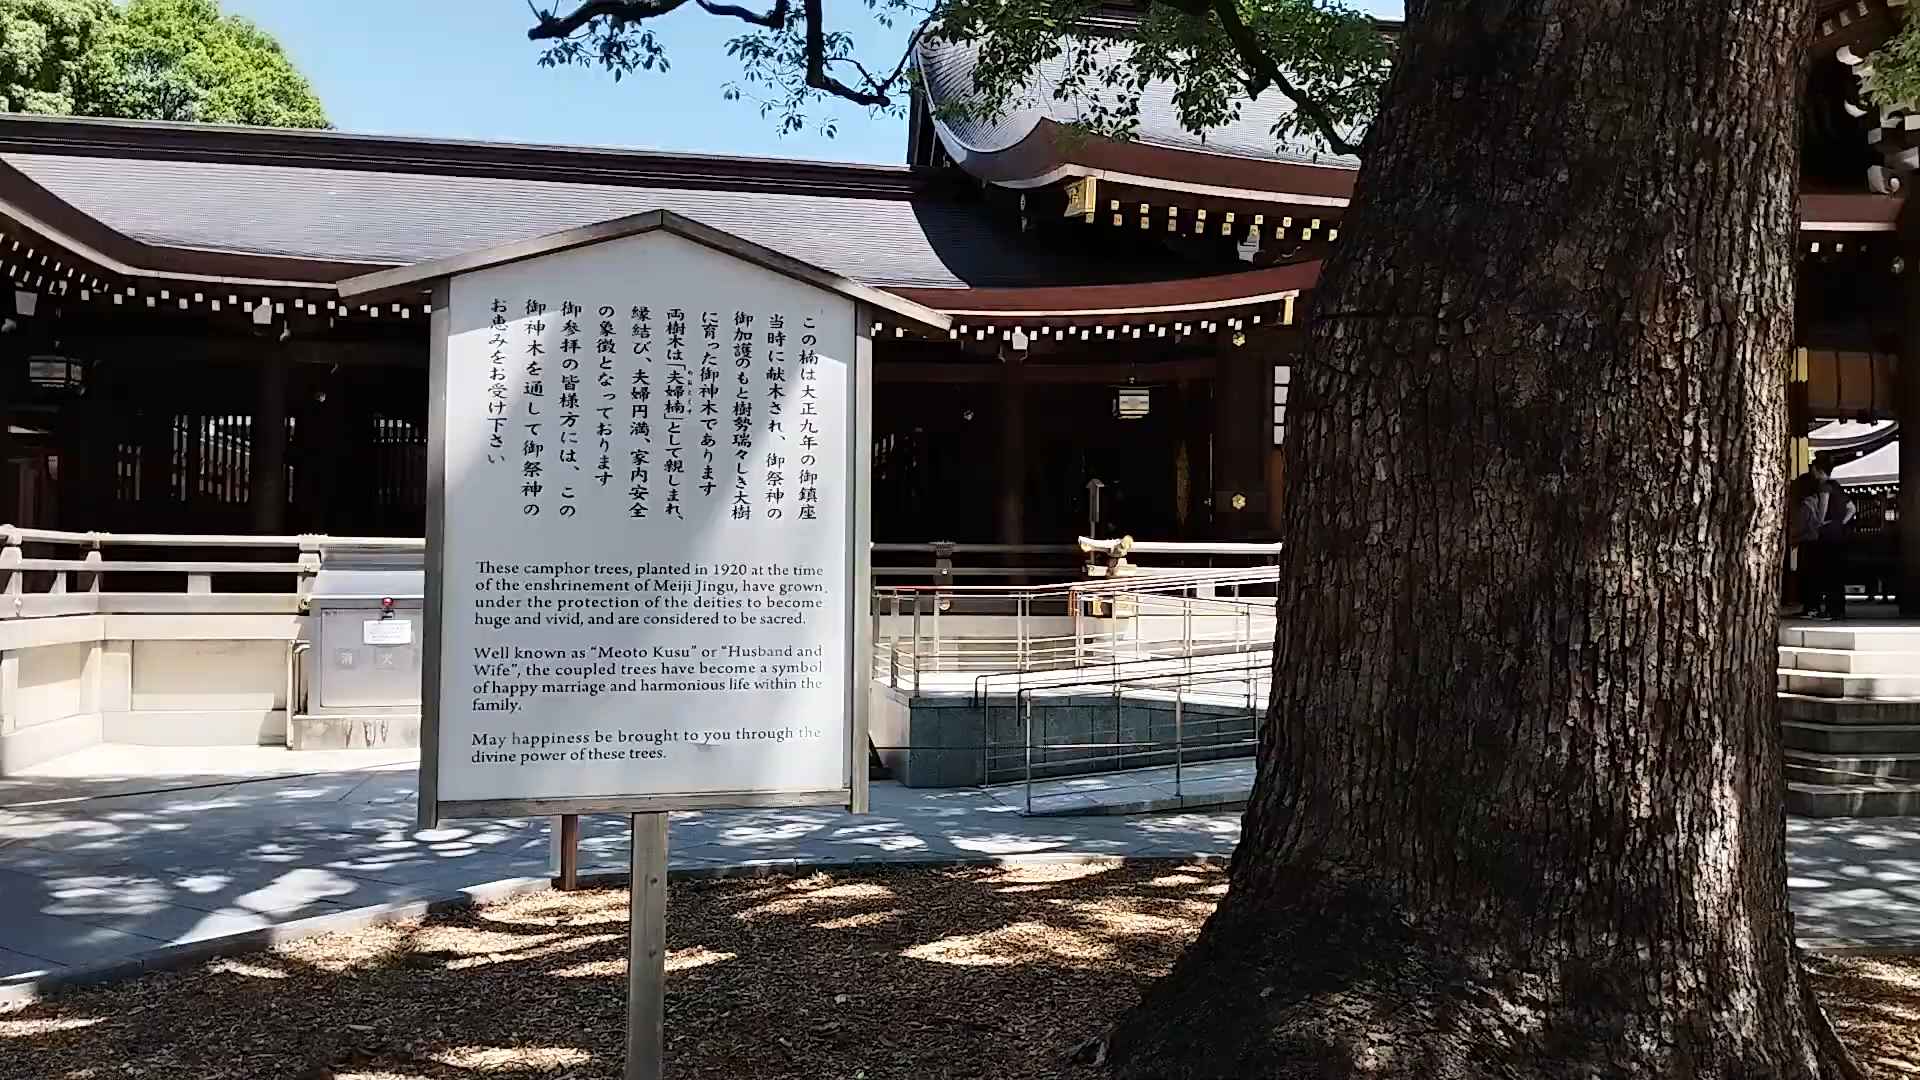 この楠は大正九年の御鎮座
当時に献木され、御祭神の
御加護のもと樹勢瑞々しき大樹
に育った御神木であります
両樹木は「夫婦楠」として親しまれ、
めおとくす
縁結び、夫婦円満、家内安全
の象徴となっております
御参拝の皆様方には、この
御神木を通して御祭神の
お恵みをお受け下さい
These camphor trees, planted in 1920 at the time
of the enshrinement of Meiji Jingu, have grown
under the protection of the deities to become
huge and vivid, and are considered to be sacred.
Well known as “Meoto Kusu” or “Husband and
Wife”, the coupled trees have become a symbol
of happy marriage and harmonious life within the
family.
May happiness be brought to you through the
divine power of these trees.
消火